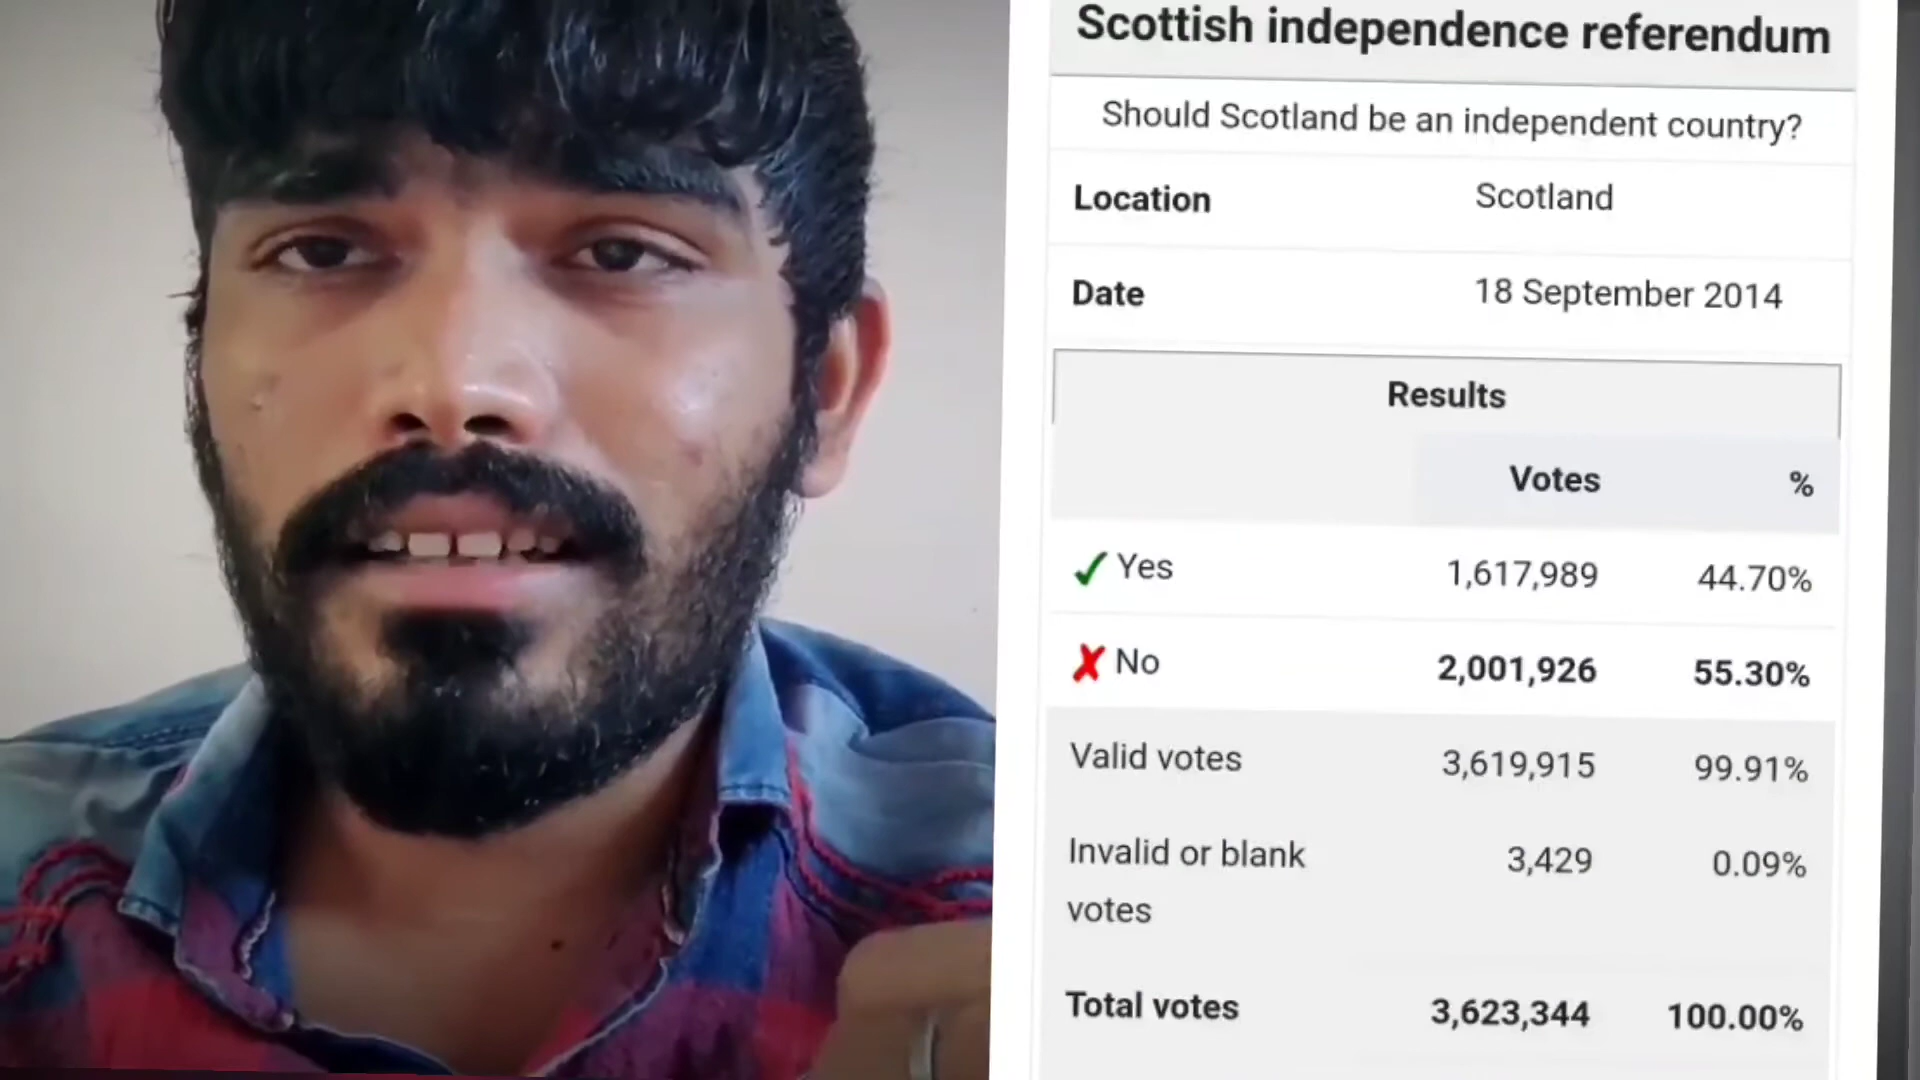 Scottish independence referendum
Should Scotland be an independent country?
Location Scotland
Date 18 September 2014
Results
Votes %
Yes 1,617,989 44.70%
No 2,001,926 55.30%
Valid votes 3,619,915 99.91%
Invalid or blank 3,429 0.09%
votes
Total votes 3,623,344 100.00%